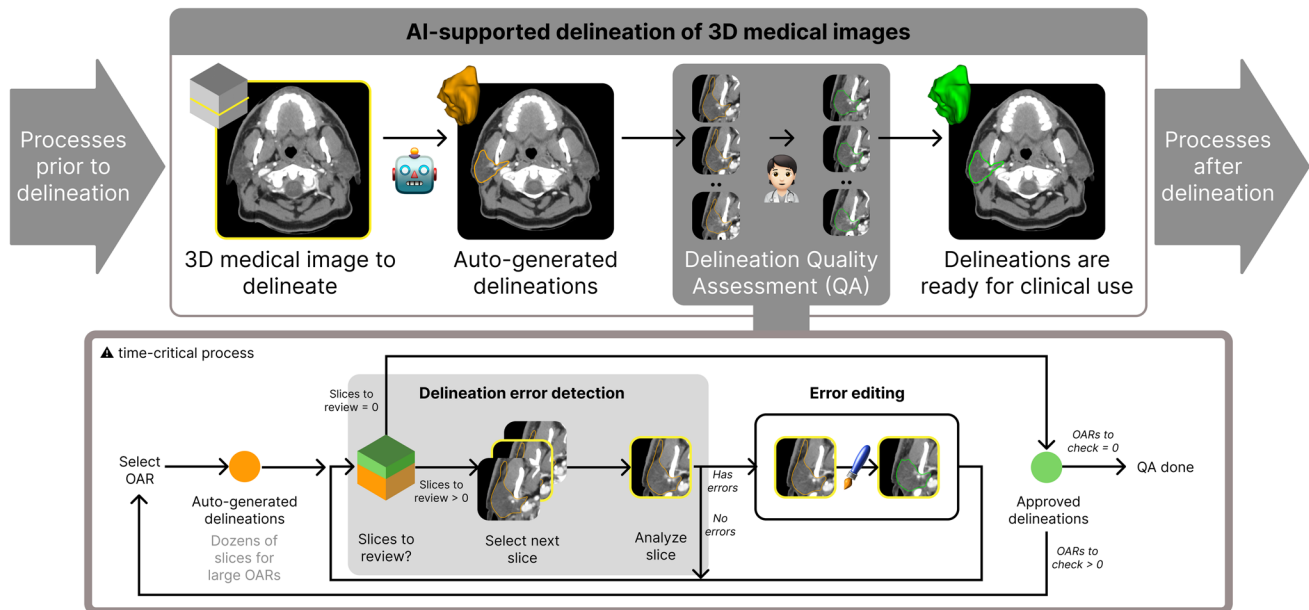 AI-supported delineation of 3D medical images
Processes
prior to
delineation
3D medical image to
delineate
Auto-generated
delineations
Delineation Quality
Assessment (QA)
Delineations are
ready for clinical use
Processes
after
delineation
⚠ time-critical process
Slices to
review = 0
Delineation error detection
Error editing
Select
OAR
Auto-generated
delineations
Dozens of
slices for
large OARs
Slices to
review > 0
Slices to
review?
Select next
slice
Analyze
slice
Has
errors
No
errors
Approved
delineations
OARs to
check = 0
QA done
OARs to
check > 0